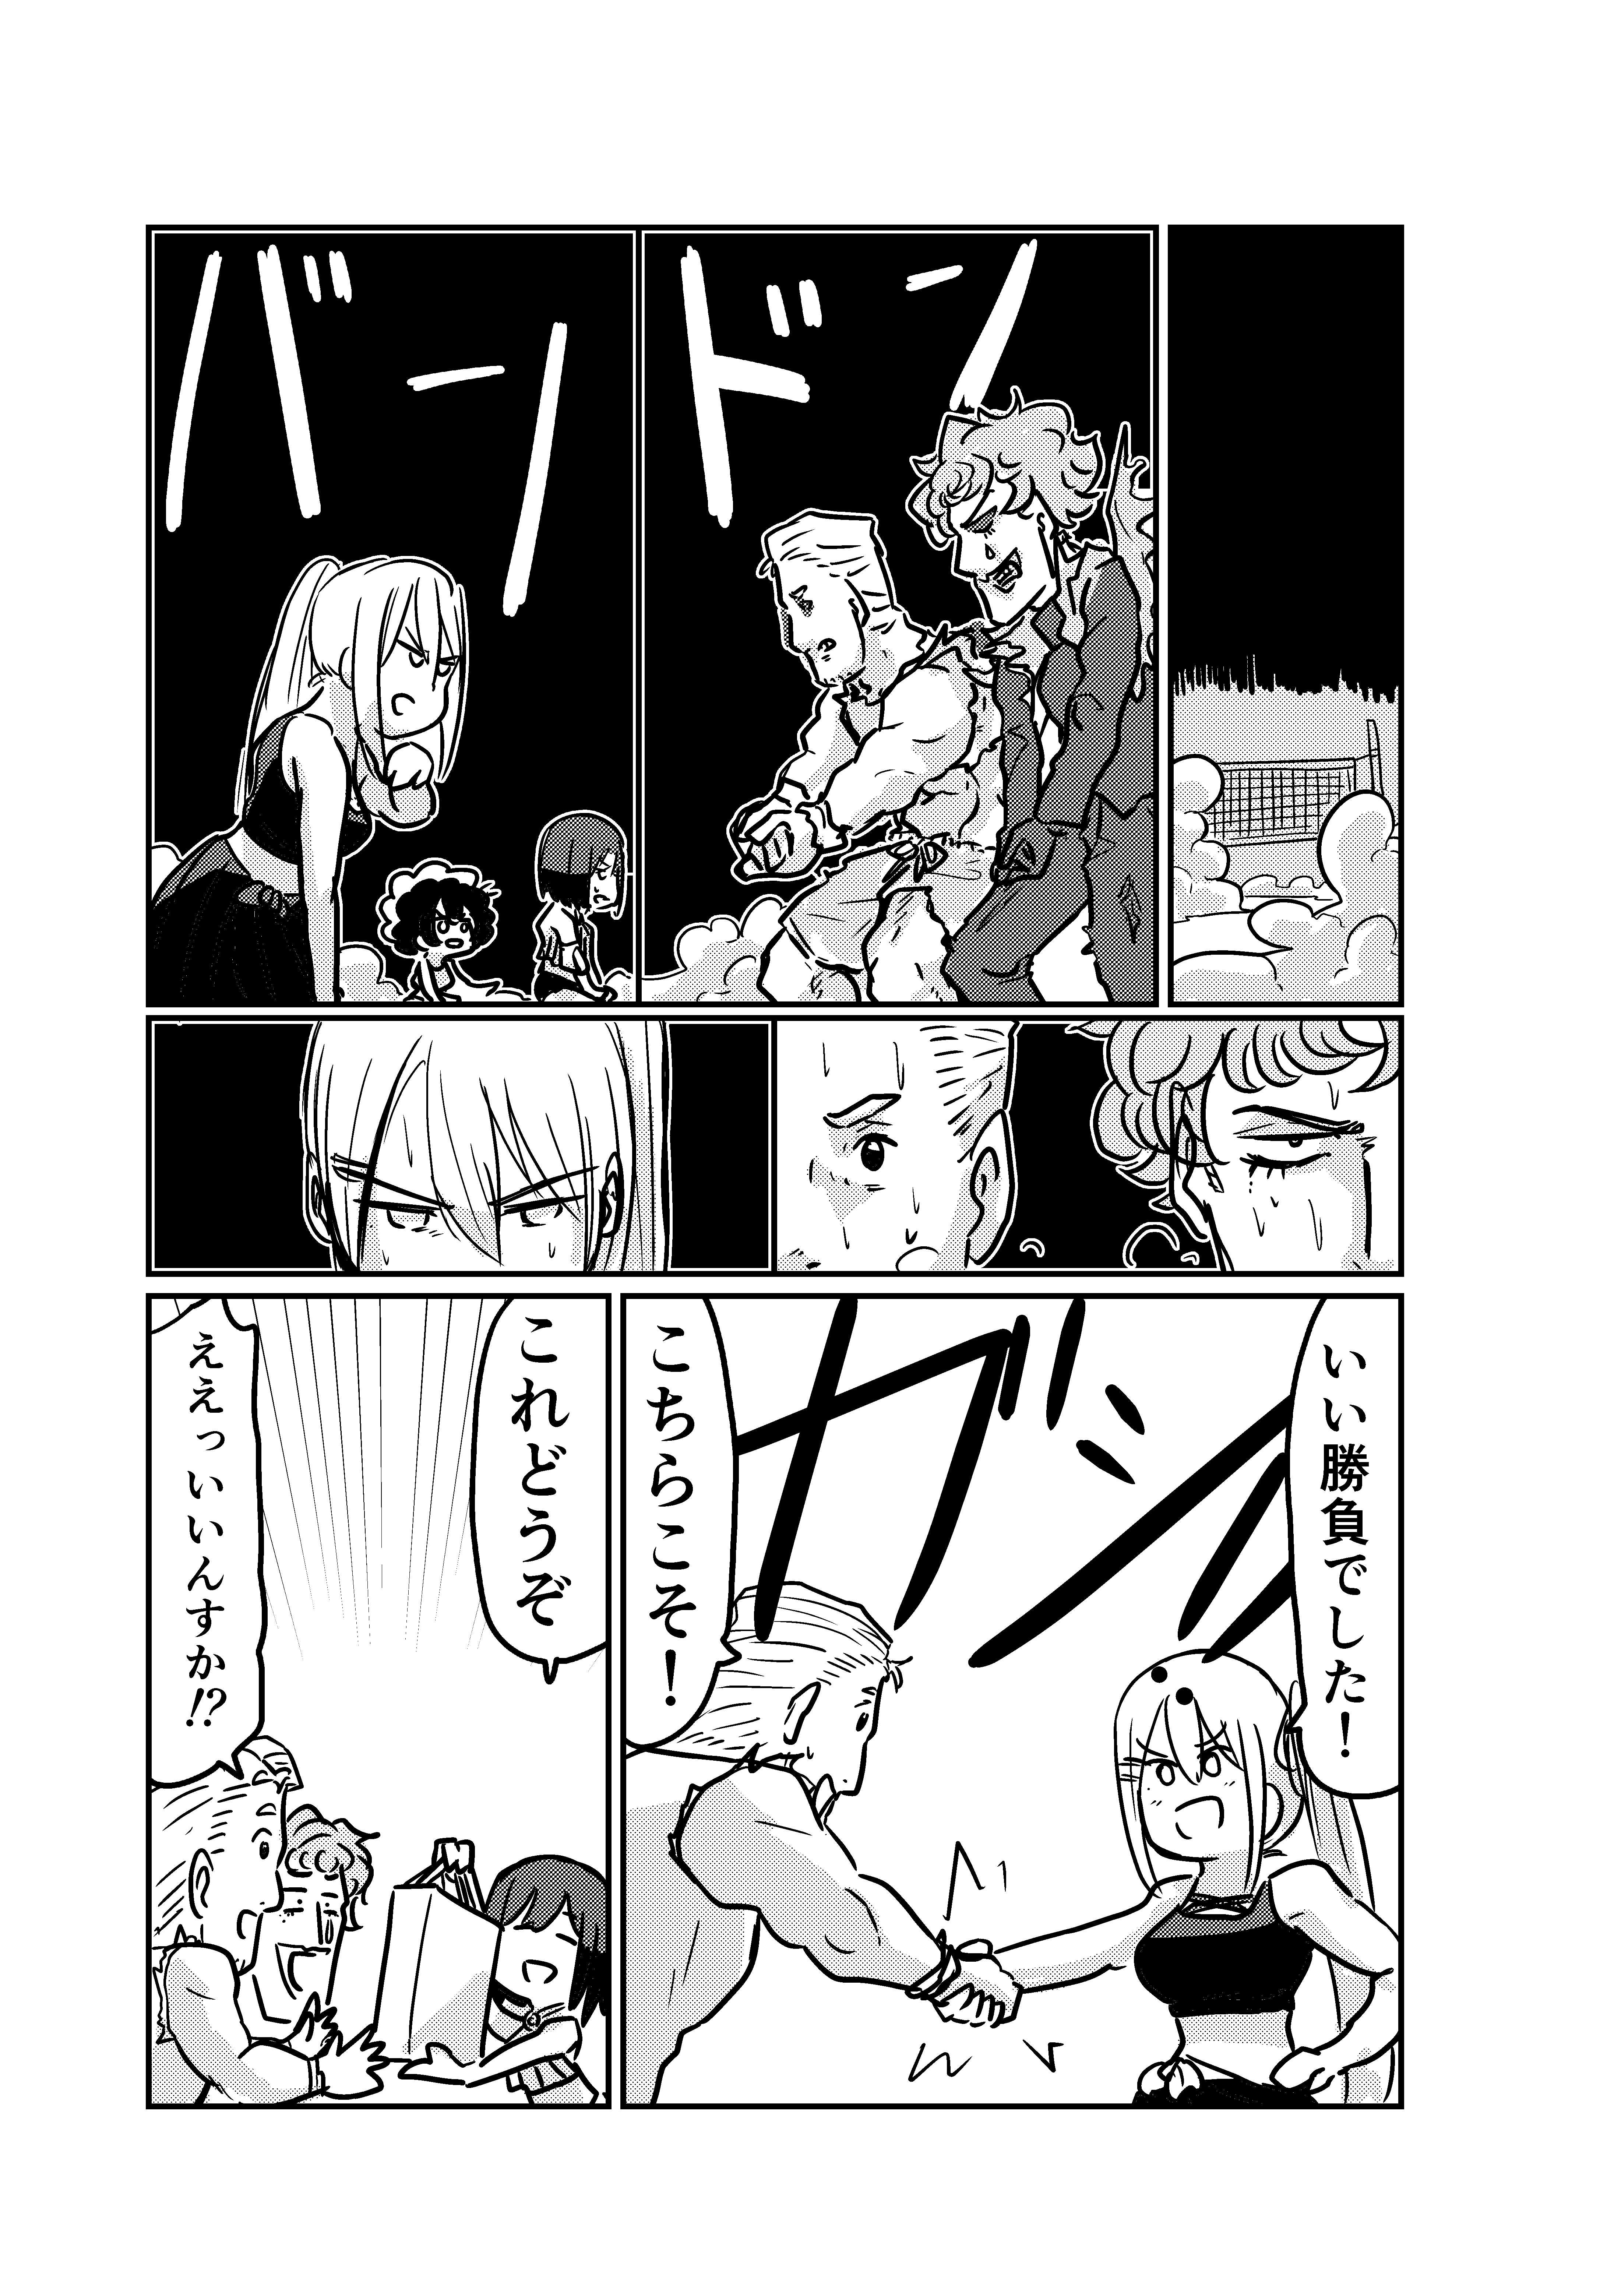 ドーン
バーン
いい勝負でした！
ガシッ
こちらこそ！
これどうぞ
ええっいいんすか!?